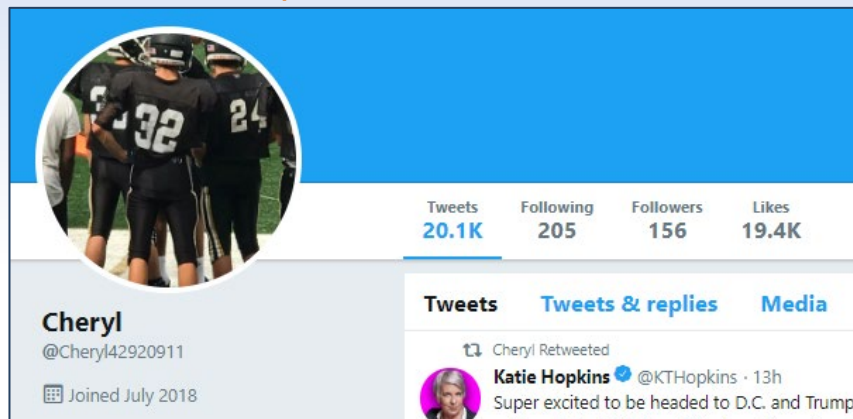 32
24
Tweets Following Followers Likes
20.1K 205 156 19.4K
Tweets Tweets & replies Media
Cheryl
@Cheryl42920911
Joined July 2018
Cheryl Retweeted
Katie Hopkins @KTHopkins · 13h
Super excited to be headed to D.C. and Trump